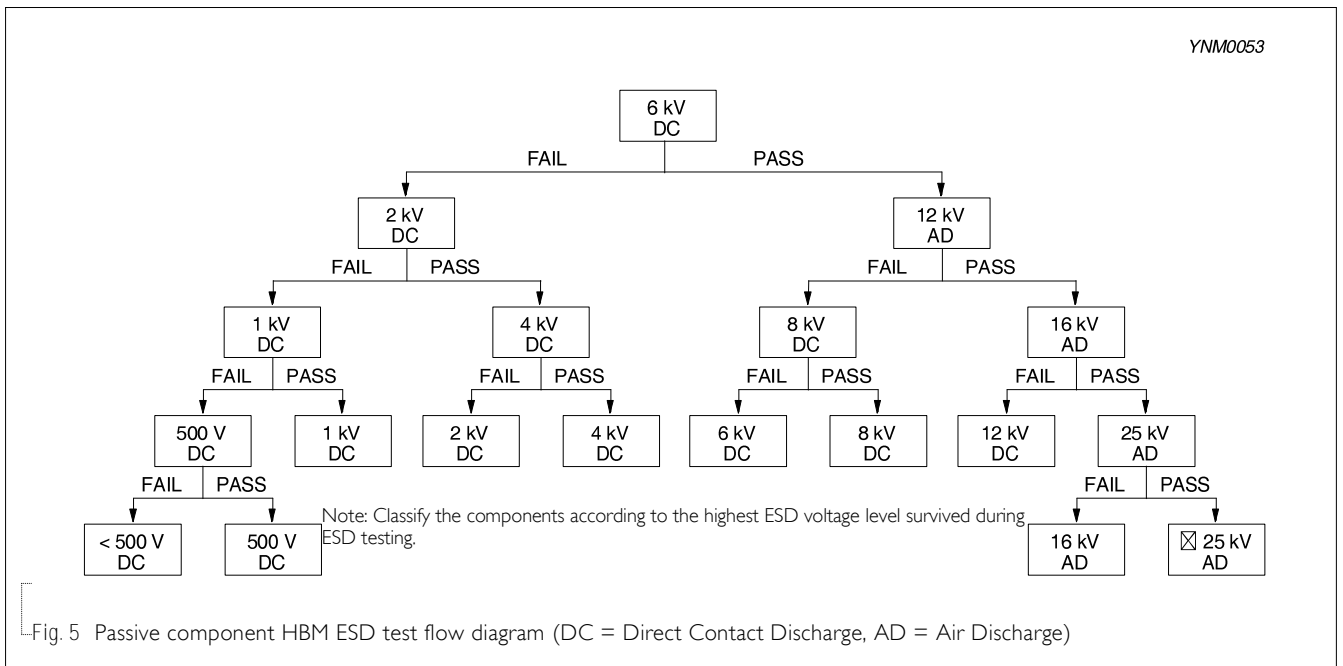 YNM0053
6 kV
DC
FAIL PASS
2 kV
DC
12 kV
AD
FAIL PASS
FAIL PASS
1 kV
DC
4 kV
DC
8 kV
DC
16 kV
AD
FAIL PASS
FAIL PASS
FAIL PASS
FAIL PASS
500 V
DC
1 kV
DC
2 kV
DC
4 kV
DC
6 kV
DC
8 kV
DC
12 kV
DC
25 kV
AD
FAIL PASS
FAIL PASS
< 500 V
DC
500 V
DC
Note: Classify the components according to the highest ESD voltage level survived during
ESD testing.
16 kV
AD
☒ 25 kV
AD
Fig. 5 Passive component HBM ESD test flow diagram (DC = Direct Contact Discharge, AD = Air Discharge)